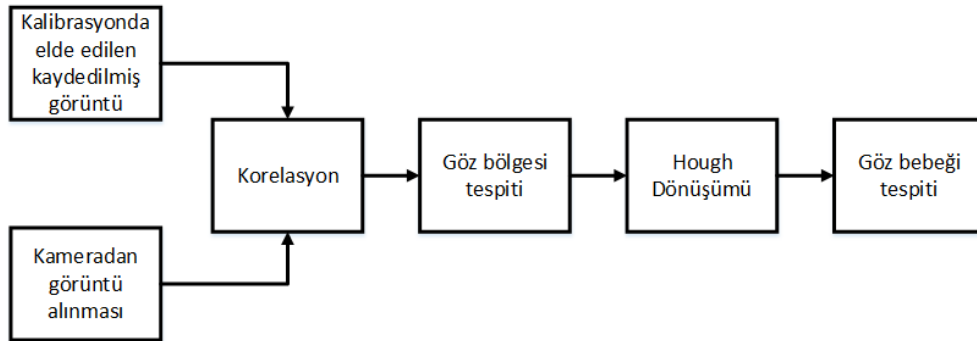 Kalibrasyonda
elde edilen
kaydedilmiş
görüntü
Korelasyon
Göz bölgesi
tespiti
Hough
Dönüşümü
Göz bebeği
tespiti
Kameradan
görüntü
alınması